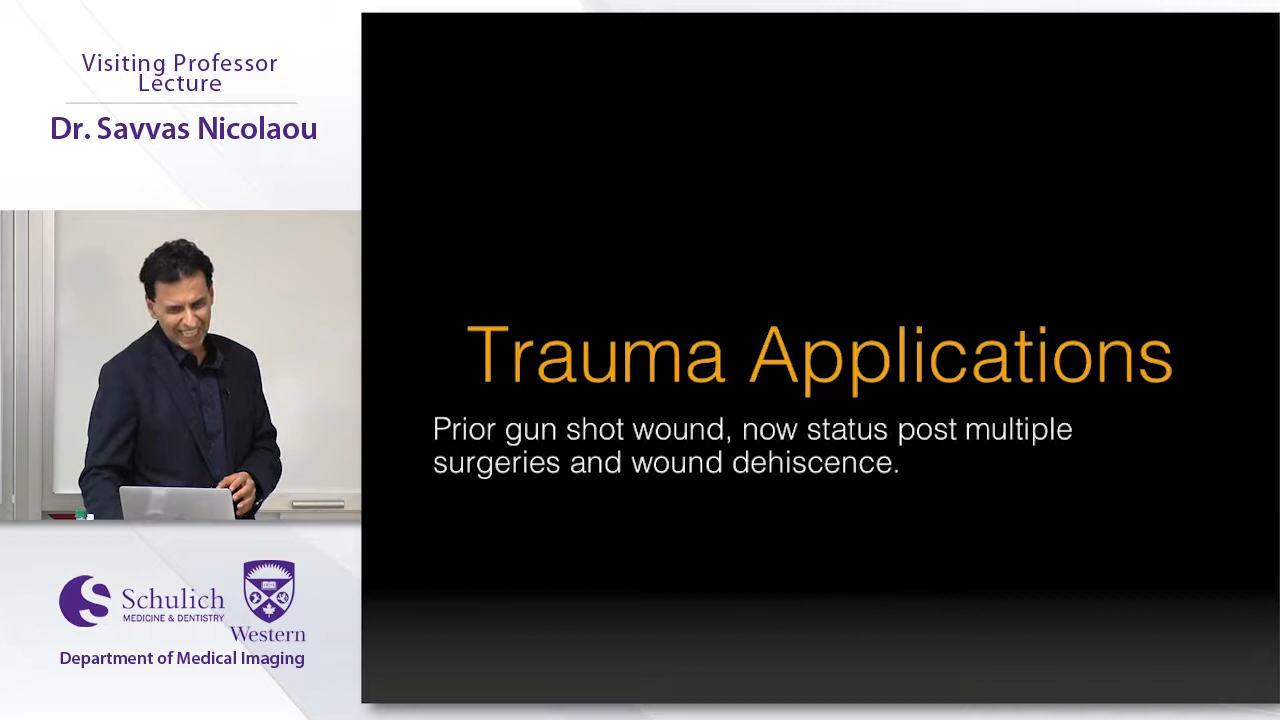 Visiting Professor
Lecture
Dr. Savvas Nicolaou
Trauma Applications
Prior gun shot wound, now status post multiple
surgeries and wound dehiscence.
Schulich
MEDICINE & DENTISTRY
Western
Department of Medical Imaging